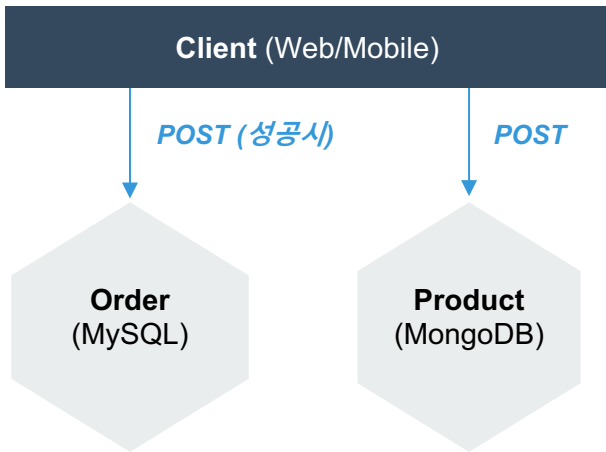 Client (Web/Mobile)
POST (성공시)
POST
Order
(MySQL)
Product
(MongoDB)